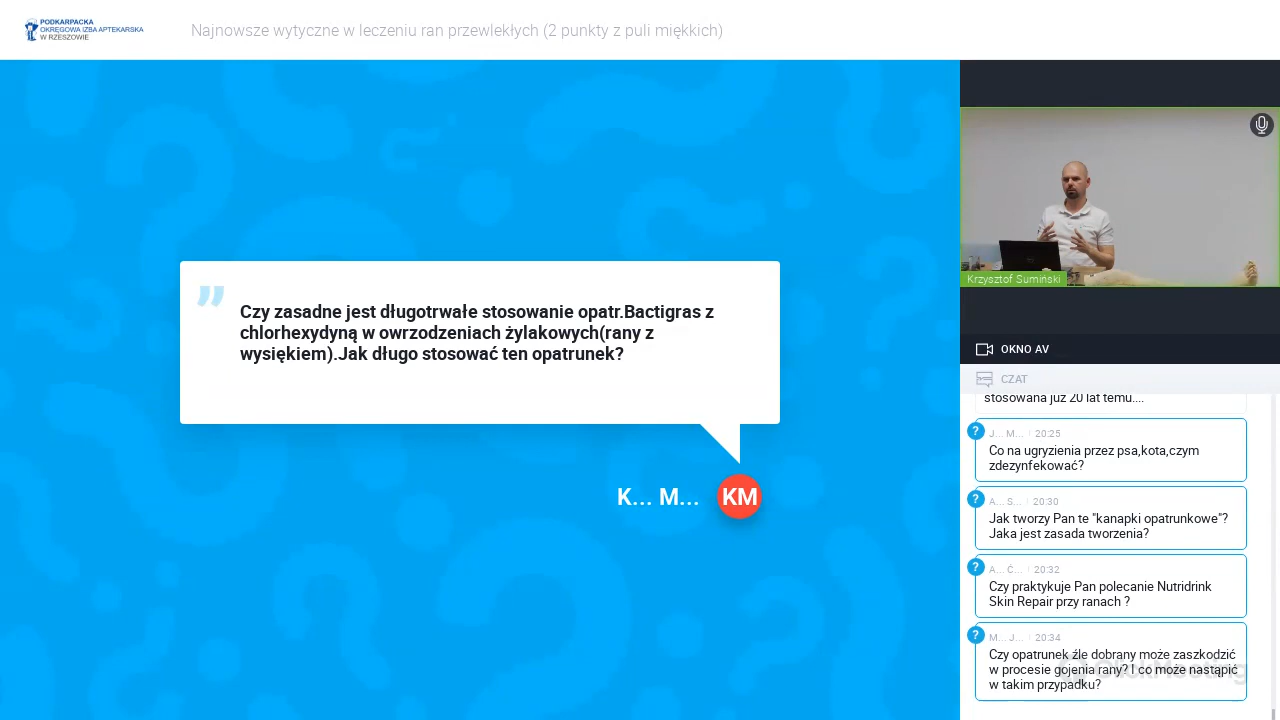 PODKARPACKA
OKRĘGOWA IZBA APTEKARSKA
W RZESZOWIE
Najnowsze wytyczne w leczeniu ran przewlekłych (2 punkty z puli miękkich)
Czy zasadne jest długotrwałe stosowanie opatr.Bactigras z
chlorhexydyną w owrzodzeniach żylakowych(rany z
wysiękiem).Jak długo stosować ten opatrunek?
K... M...
KM
Krzysztof Sumiński
OKNO AV
CZAT
stosowana już 20 lat temu....
?
J... M... | 20:25
Co na ugryzienia przez psa,kota,czym
zdezynfekować?
?
A... S... | 20:30
Jak tworzy Pan te "kanapki opatrunkowe"?
Jaka jest zasada tworzenia?
?
A... Ć... | 20:32
Czy praktykuje Pan polecanie Nutridrink
Skin Repair przy ranach ?
?
M... J... | 20:34
Czy opatrunek źle dobrany może zaszkodzić
w procesie gojenia rany? I co może nastąpić
w takim przypadku?
ClickMeeting